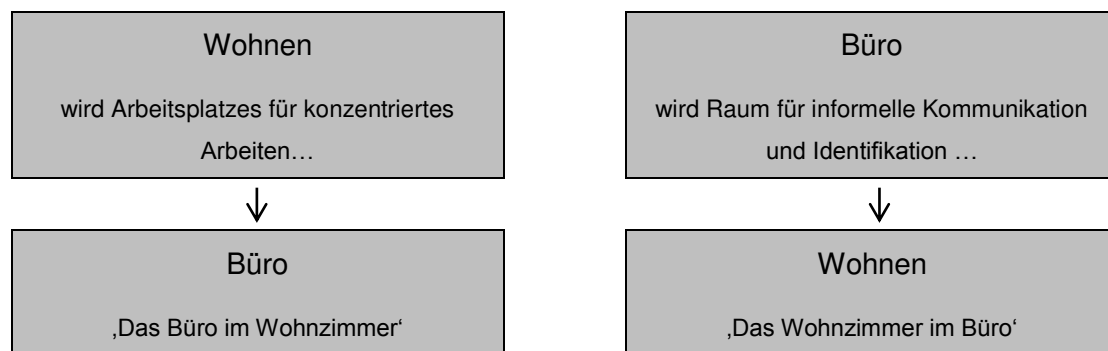 Wohnen
wird Arbeitsplatzes für konzentriertes
Arbeiten…
Büro
‚Das Büro im Wohnzimmer‘
Büro
wird Raum für informelle Kommunikation
und Identifikation …
Wohnen
‚Das Wohnzimmer im Büro‘